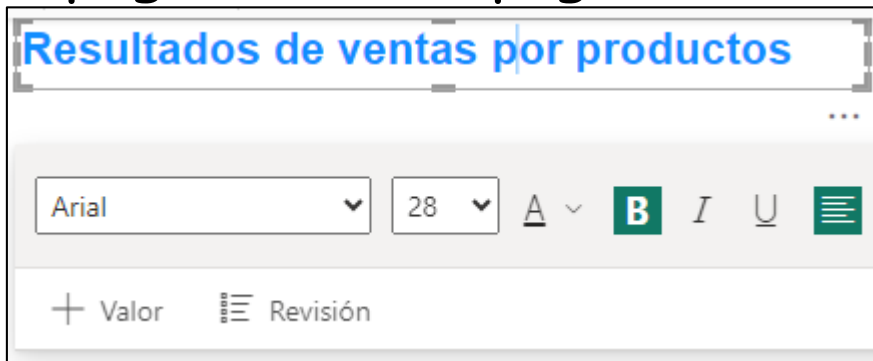 Resultados de ventas por productos
...
Arial 28 A B I U
+ Valor Revisión